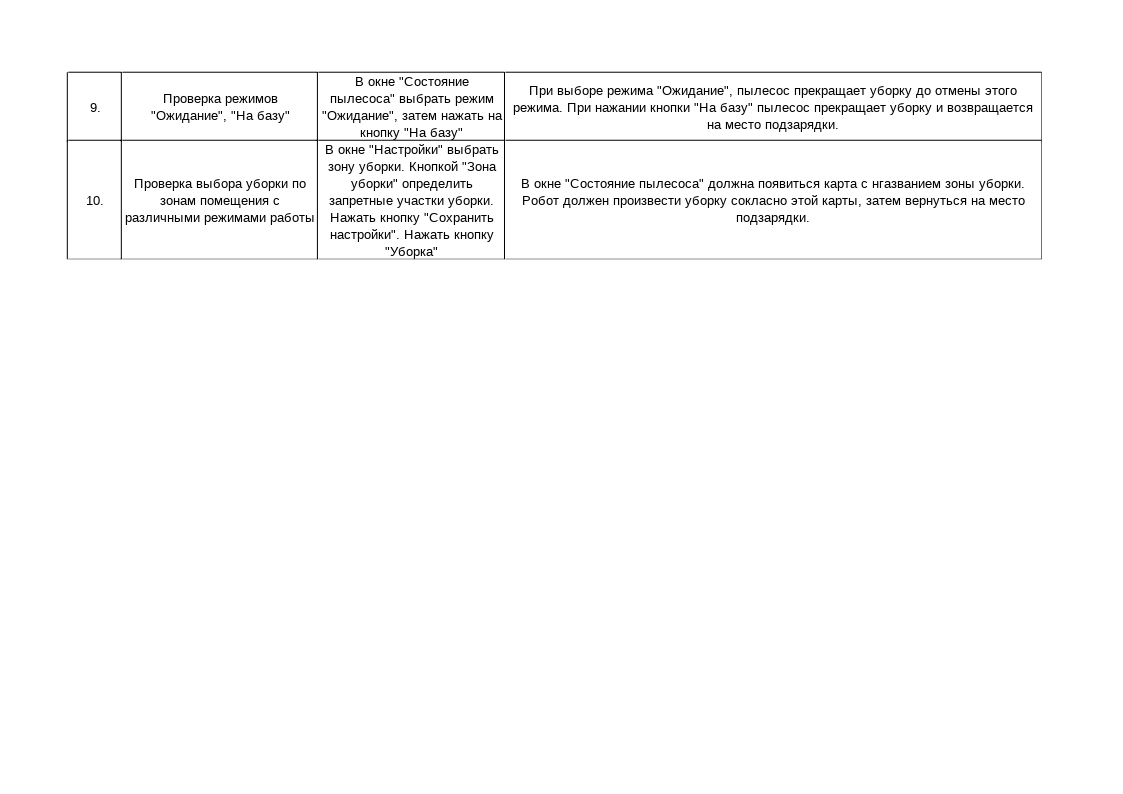 9.
Проверка режимов
"Ожидание", "На базу"
В окне "Состояние
пылесоса" выбрать режим
"Ожидание", затем нажать на
кнопку "На базу"
При выборе режима "Ожидание", пылесос прекращает уборку до отмены этого
режима. При нажании кнопки "На базу" пылесос прекращает уборку и возвращается
на место подзарядки.
10.
Проверка выбора уборки по
зонам помещения с
различными режимами работы
В окне "Настройки" выбрать
зону уборки. Кнопкой "Зона
уборки" определить
запретные участки уборки.
Нажать кнопку "Сохранить
настройки". Нажать кнопку
"Уборка"
В окне "Состояние пылесоса" должна появиться карта с нгазванием зоны уборки.
Робот должен произвести уборку сокласно этой карты, затем вернуться на место
подзарядки.